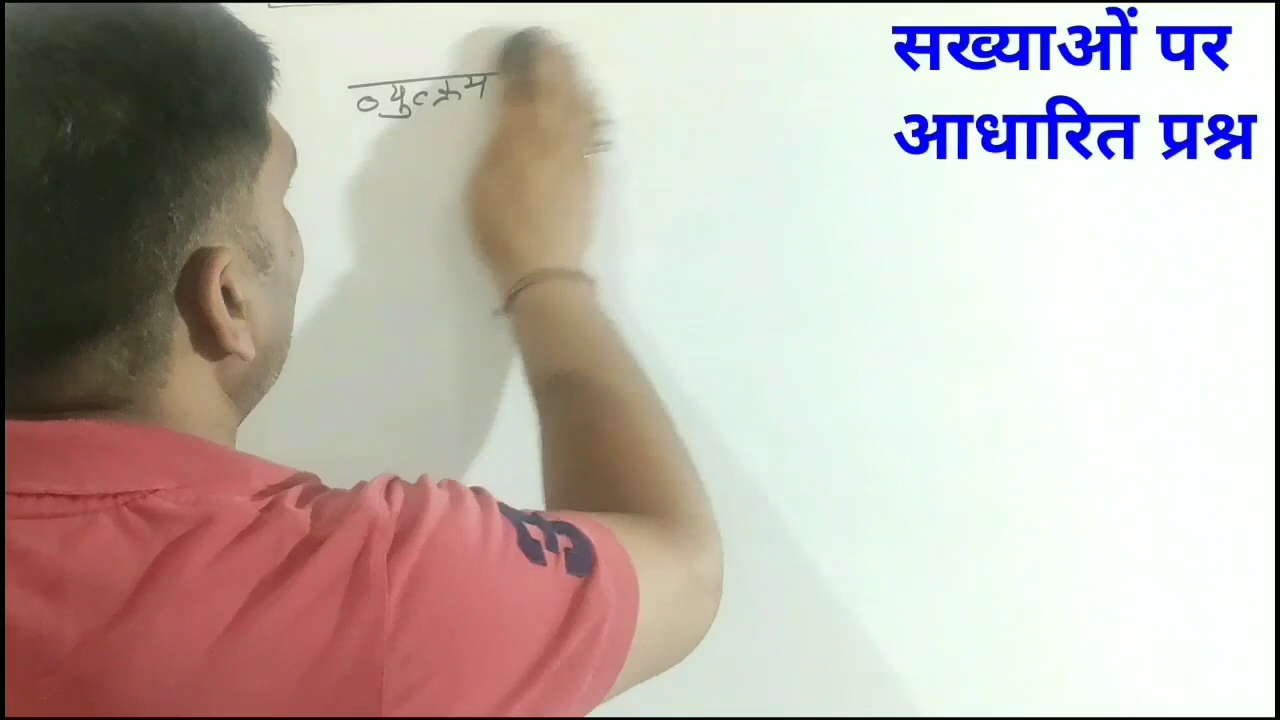 सख्याओं पर
आधारित प्रश्न
व्युत्क्रम